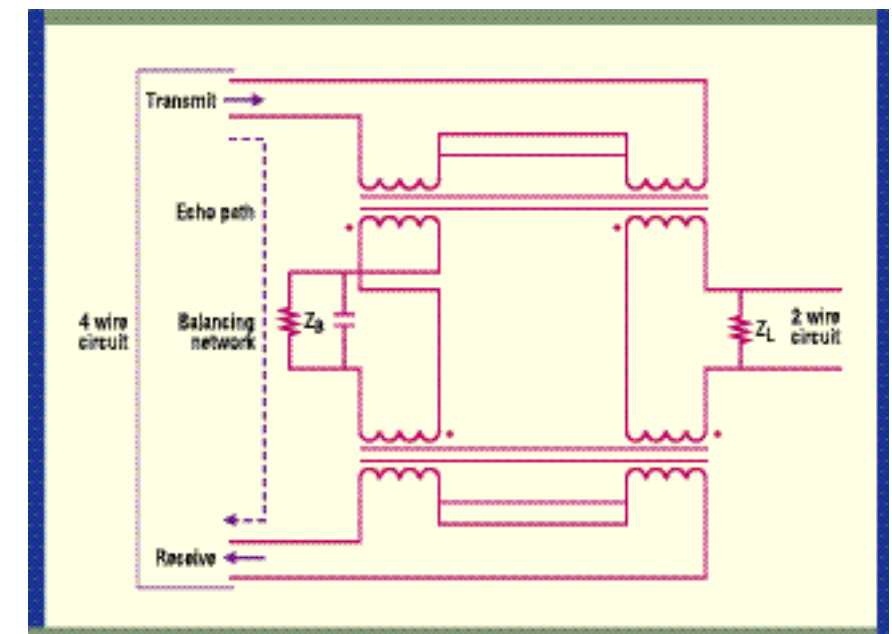 Transmit
Echo path
4 wire
circuit
Balancing
network
ZB
ZL
2 wire
circuit
Receive